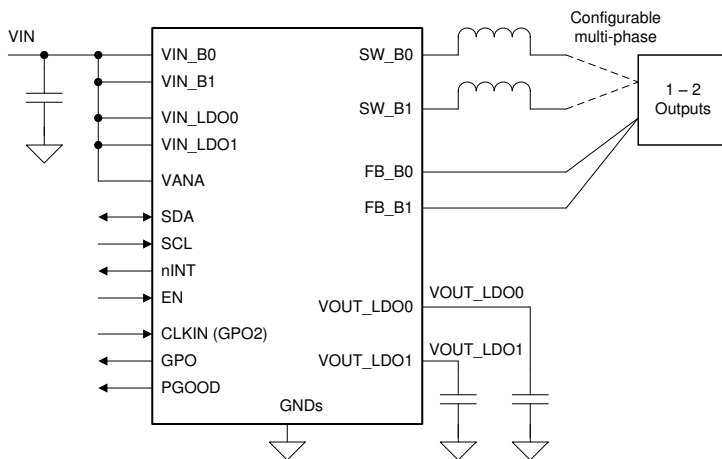 VIN
VIN_B0
VIN_B1
VIN_LDO0
VIN_LDO1
VANA
SDA
SCL
nINT
EN
CLKIN (GPO2)
GPO
PGOOD
GNDs
SW_B0
SW_B1
FB_B0
FB_B1
VOUT_LDO0
VOUT_LDO1
VOUT_LDO0
VOUT_LDO1
Configurable
multi-phase
1 – 2
Outputs